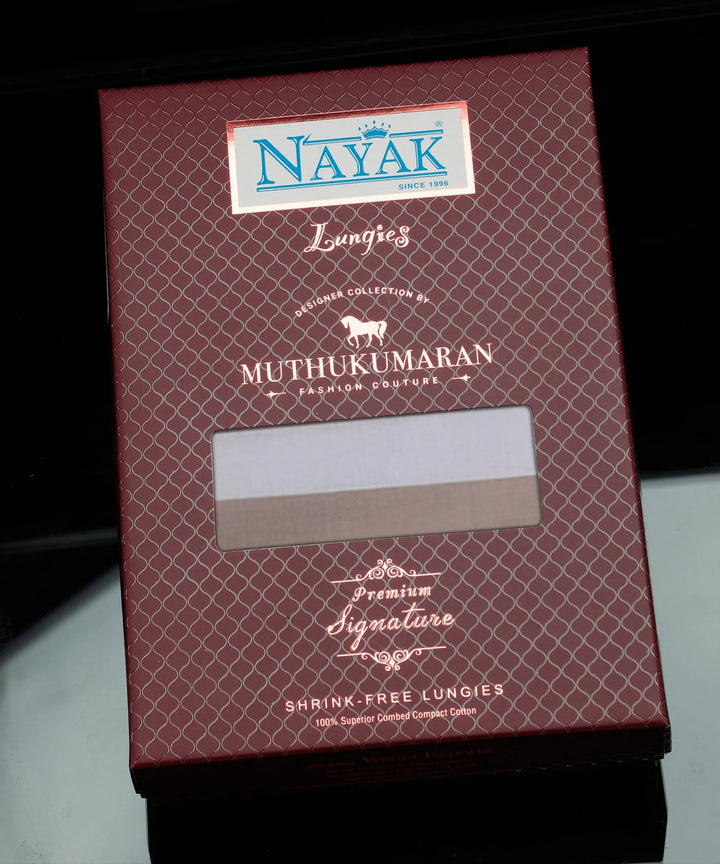 NAYAK®
SINCE 1996
Lungies
DESIGNER COLLECTION BY
MUTHUKUMARAN
FASHION COUTURE
Premium
Signature
SHRINK-FREE LUNGIES
100% Superior Combed Compact Cotton
Exports